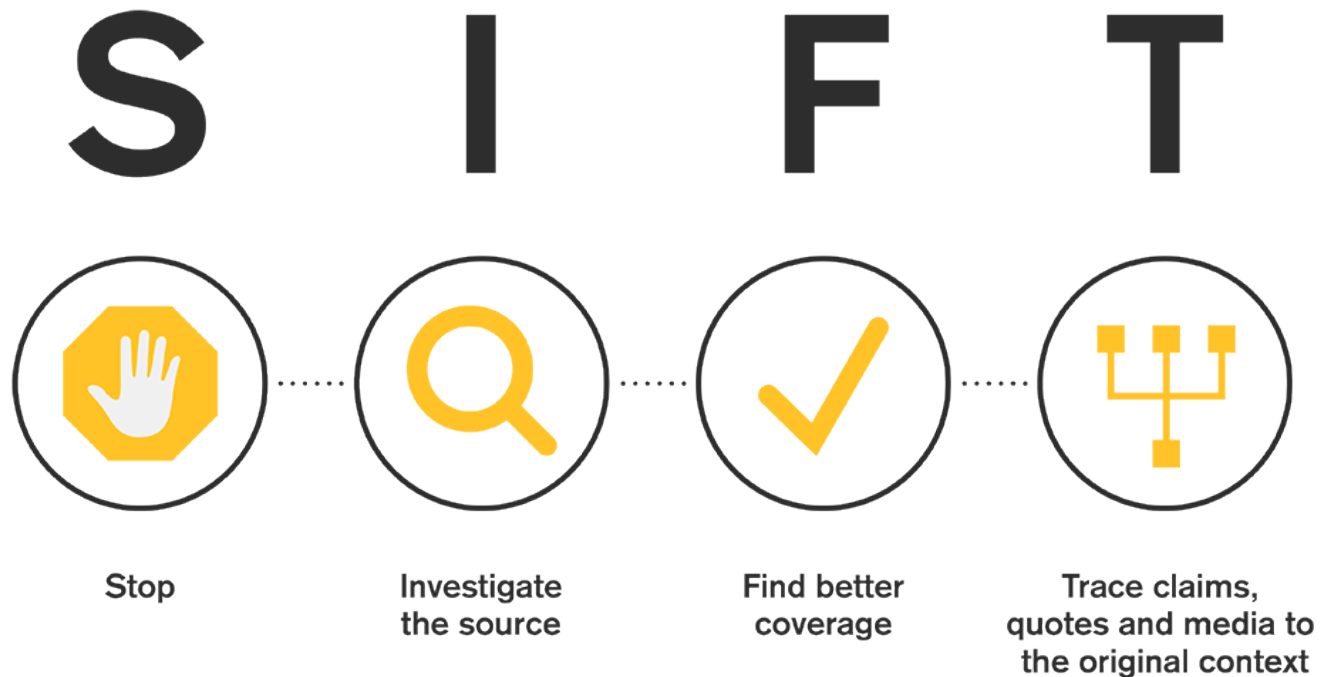 S I F T
Stop
Investigate
the source
Find better
coverage
Trace claims,
quotes and media to
the original context